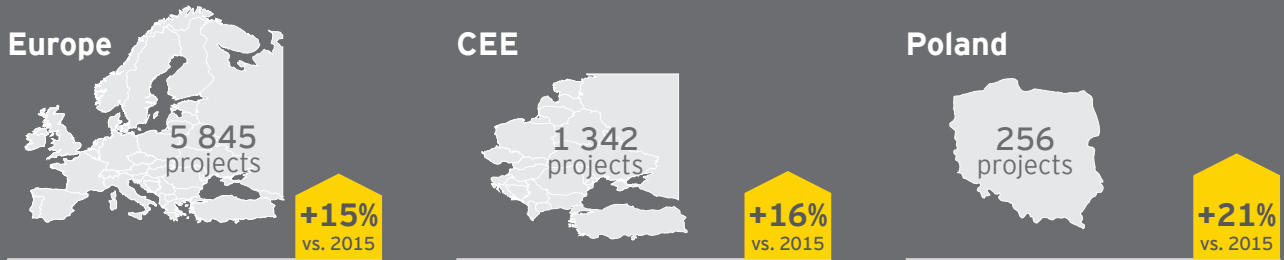 Europe
5 845
projects
+15%
vs. 2015
CEE
1 342
projects
+16%
vs. 2015
Poland
256
projects
+21%
vs. 2015